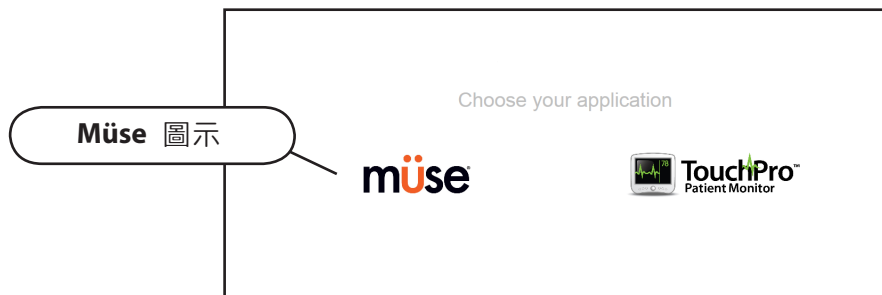 Choose your application
Müse 圖示
müse
78
TouchPro™
Patient Monitor